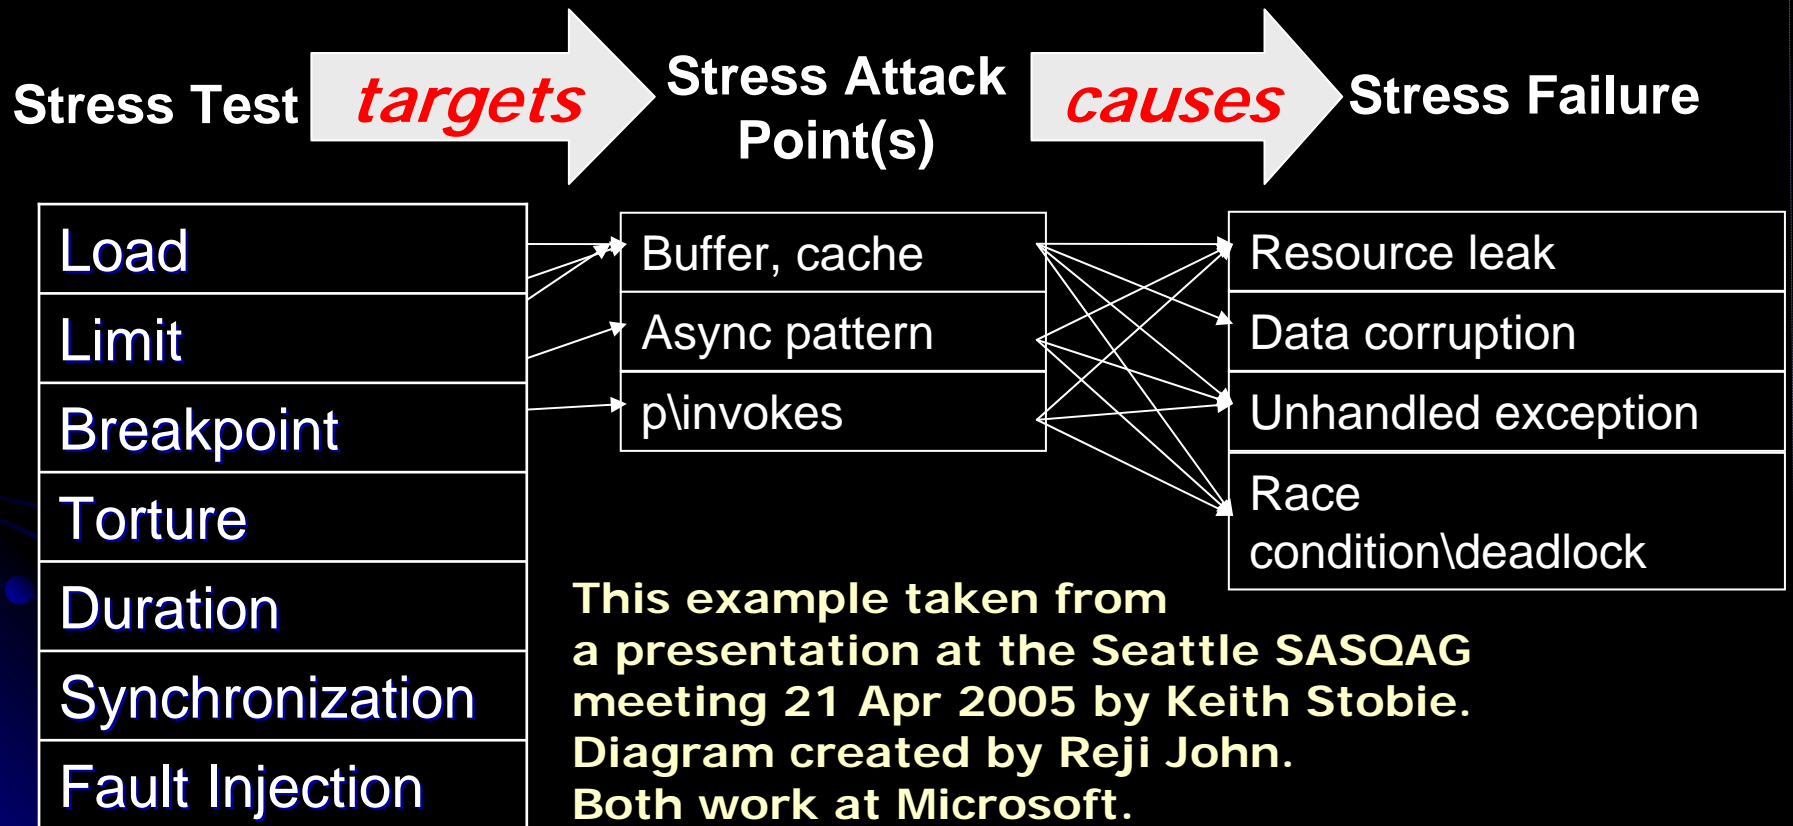 Stress Test
targets
Stress Attack
Point(s)
causes
Stress Failure
Load
Limit
Breakpoint
Torture
Duration
Synchronization
Fault Injection
Buffer, cache
Async pattern
p\invokes
Resource leak
Data corruption
Unhandled exception
Race
condition\deadlock
This example taken from
a presentation at the Seattle SASQAG
meeting 21 Apr 2005 by Keith Stobie.
Diagram created by Reji John.
Both work at Microsoft.